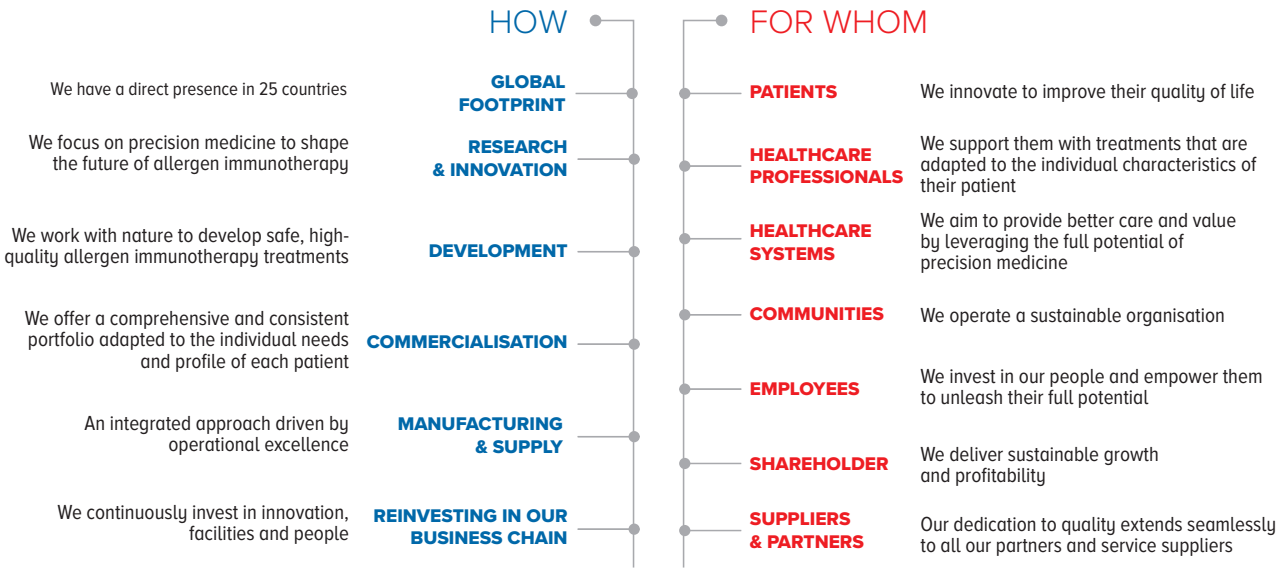 HOW
We have a direct presence in 25 countries
GLOBAL
FOOTPRINT
We focus on precision medicine to shape
the future of allergen immunotherapy
RESEARCH
& INNOVATION
We work with nature to develop safe, high-
quality allergen immunotherapy treatments
DEVELOPMENT
We offer a comprehensive and consistent
portfolio adapted to the individual needs
and profile of each patient
COMMERCIALISATION
An integrated approach driven by
operational excellence
MANUFACTURING
& SUPPLY
We continuously invest in innovation,
facilities and people
REINVESTING IN OUR
BUSINESS CHAIN
FOR WHOM
PATIENTS
We innovate to improve their quality of life
HEALTHCARE
PROFESSIONALS
We support them with treatments that are
adapted to the individual characteristics of
their patient
HEALTHCARE
SYSTEMS
We aim to provide better care and value
by leveraging the full potential of
precision medicine
COMMUNITIES
We operate a sustainable organisation
EMPLOYEES
We invest in our people and empower them
to unleash their full potential
SHAREHOLDER
We deliver sustainable growth
and profitability
SUPPLIERS
& PARTNERS
Our dedication to quality extends seamlessly
to all our partners and service suppliers